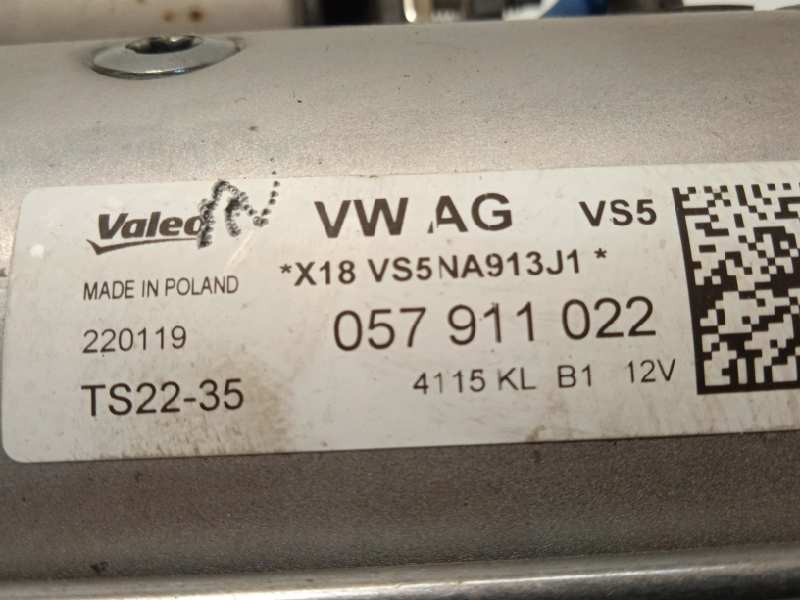 Valeo VW AG VS5
MADE IN POLAND *X18 VS5NA913J1 *
220119 057 911 022
TS22-35 4115 KL B1 12V